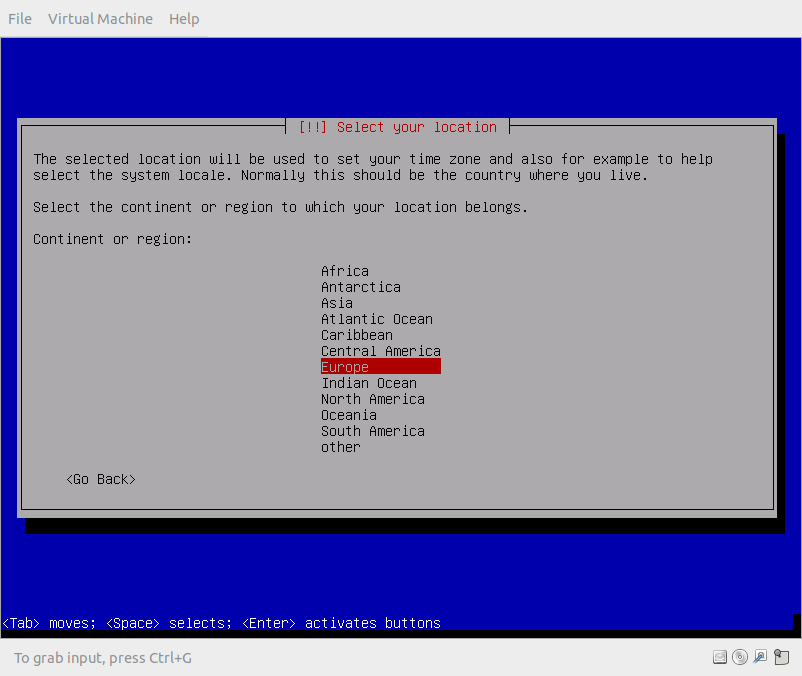 File Virtual Machine Help
[!!] Select your location
The selected location will be used to set your time zone and also for example to help
select the system locale. Normally this should be the country where you live.
Select the continent or region to which your location belongs.
Continent or region:
Africa
Antarctica
Asia
Atlantic Ocean
Caribbean
Central America
Europe
Indian Ocean
North America
Oceania
South America
other
<Go Back>
<Tab> moves; <Space> selects; <Enter> activates buttons
To grab input, press Ctrl+G